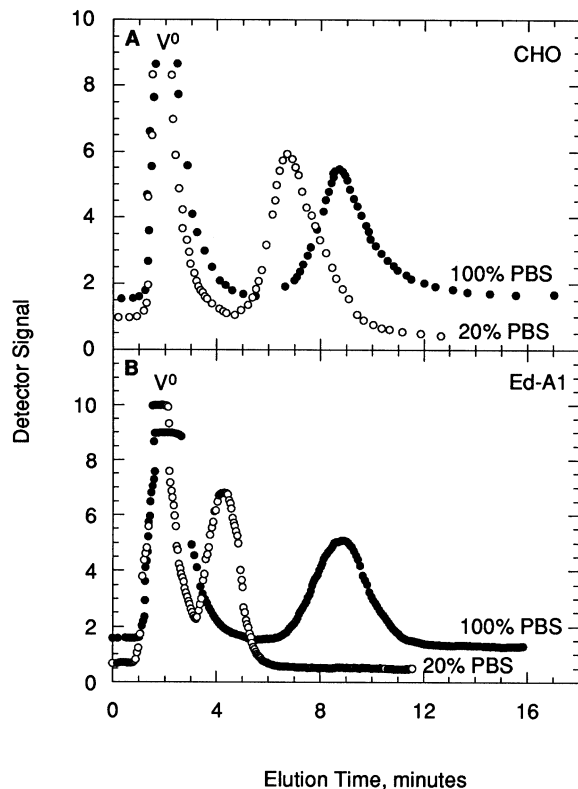 A
V⁰
CHO
10
8
6
4
2
0
100% PBS
20% PBS
Detector Signal
B
V⁰
Ed-A1
10
8
6
4
2
0
100% PBS
20% PBS
0 4 8 12 16
Elution Time, minutes